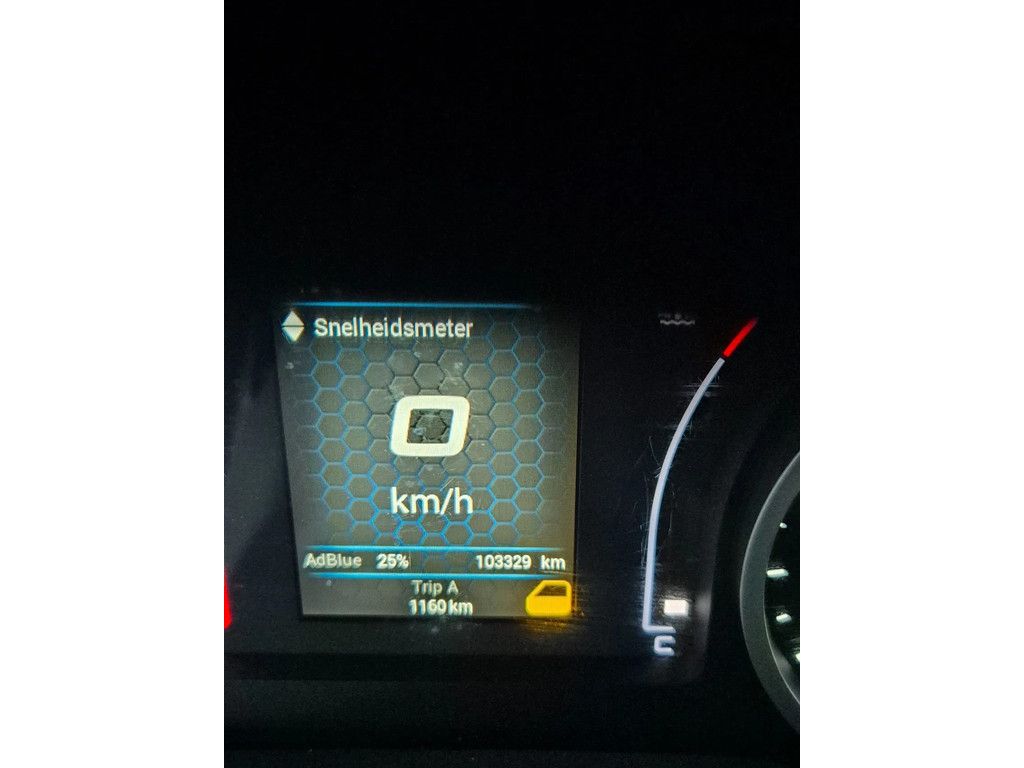 Snelheidsmeter
0
km/h
AdBlue 25% 103329 km
Trip A
1160 km
C